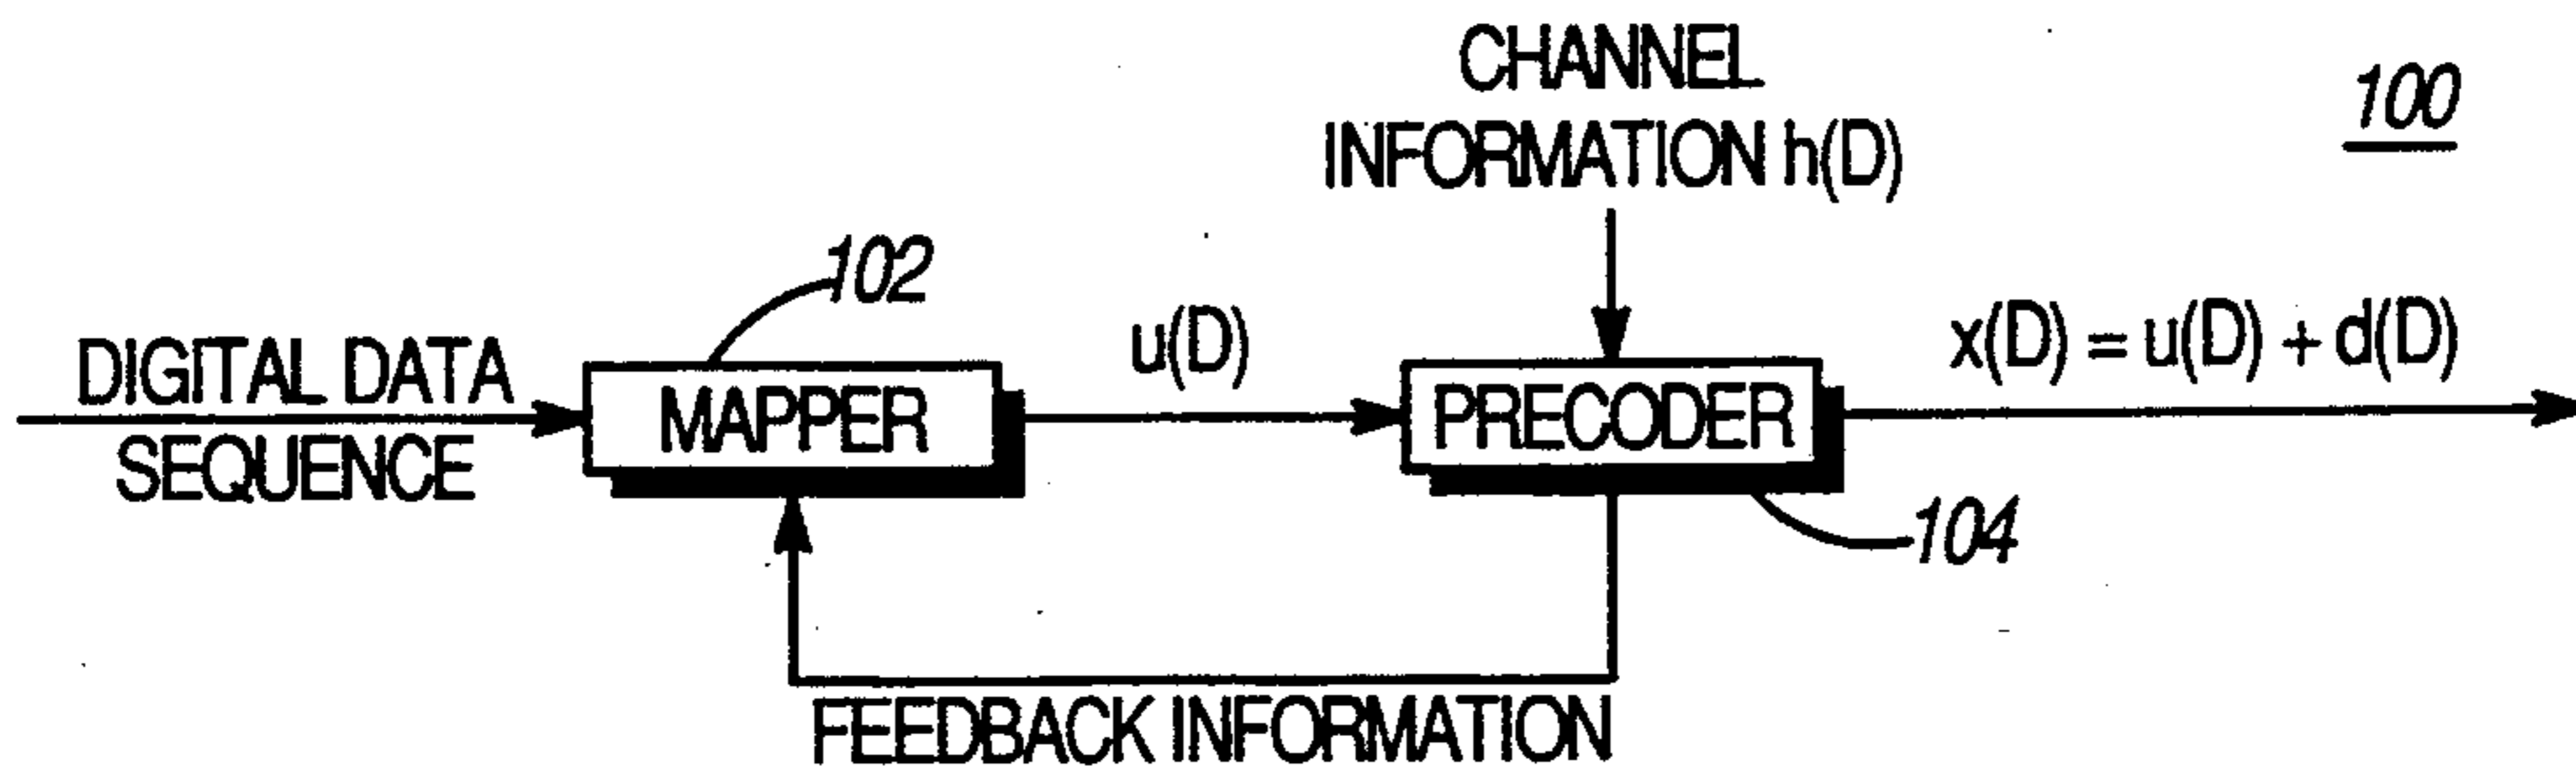 CHANNEL
INFORMATION h(D)
100
102
DIGITAL DATA
SEQUENCE
MAPPER
u(D)
PRECODER
x(D) = u(D) + d(D)
104
FEEDBACK INFORMATION